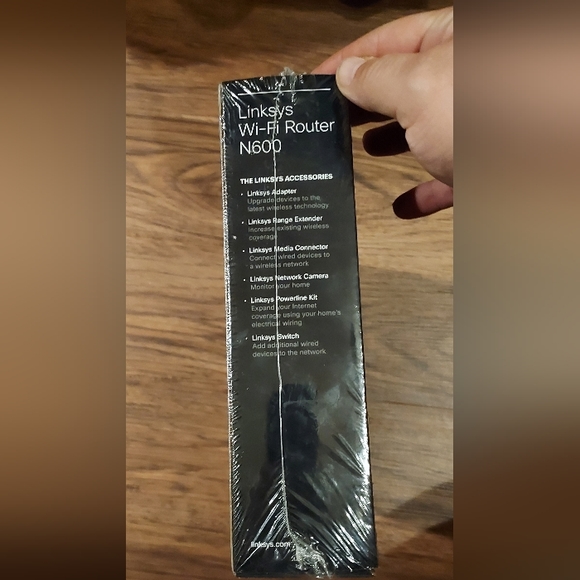 Linksys
Wi-Fi Router
N600
THE LINKSYS ACCESSORIES
• Linksys Adapter
Upgrade devices to the
latest wireless technology
• Linksys Range Extender
Increase existing wireless
coverage
• Linksys Media Connector
Connect wired devices to
a wireless network
• Linksys Network Camera
Monitor your home
• Linksys Powerline Kit
Expand your Internet
coverage using your home's
electrical wiring
• Linksys Switch
Add additional wired
devices to the network
linksys.com